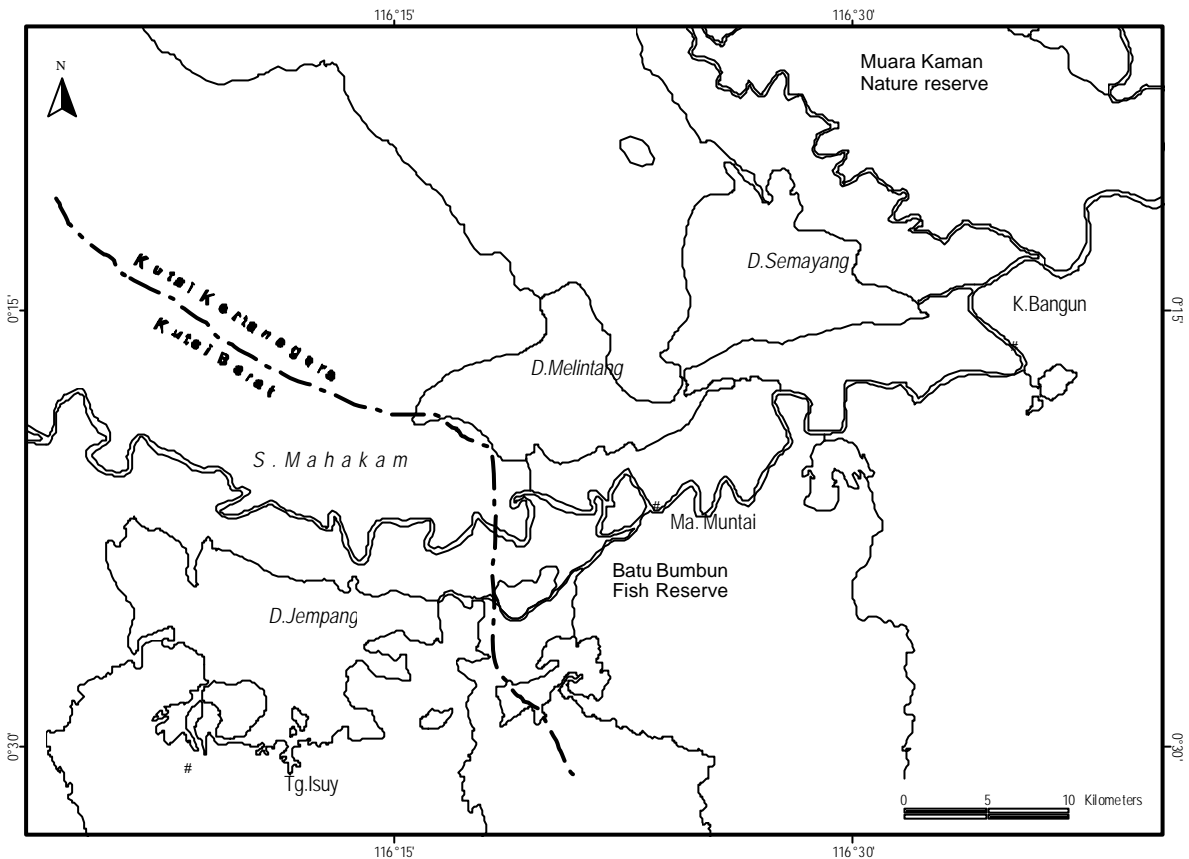 116°15'
116°30'
N
Muara Kaman
Nature reserve
D.Semayang
Kutai Kertanegera
Kutai Barat
0°15'
0°15'
K.Bangun
#
D.Melintang
S. Mahakam
#
Ma. Muntai
Batu Bumbun
Fish Reserve
D.Jempang
0°30'
0°30'
#
Tg.Isuy
0 5 10 Kilometers
116°15'
116°30'